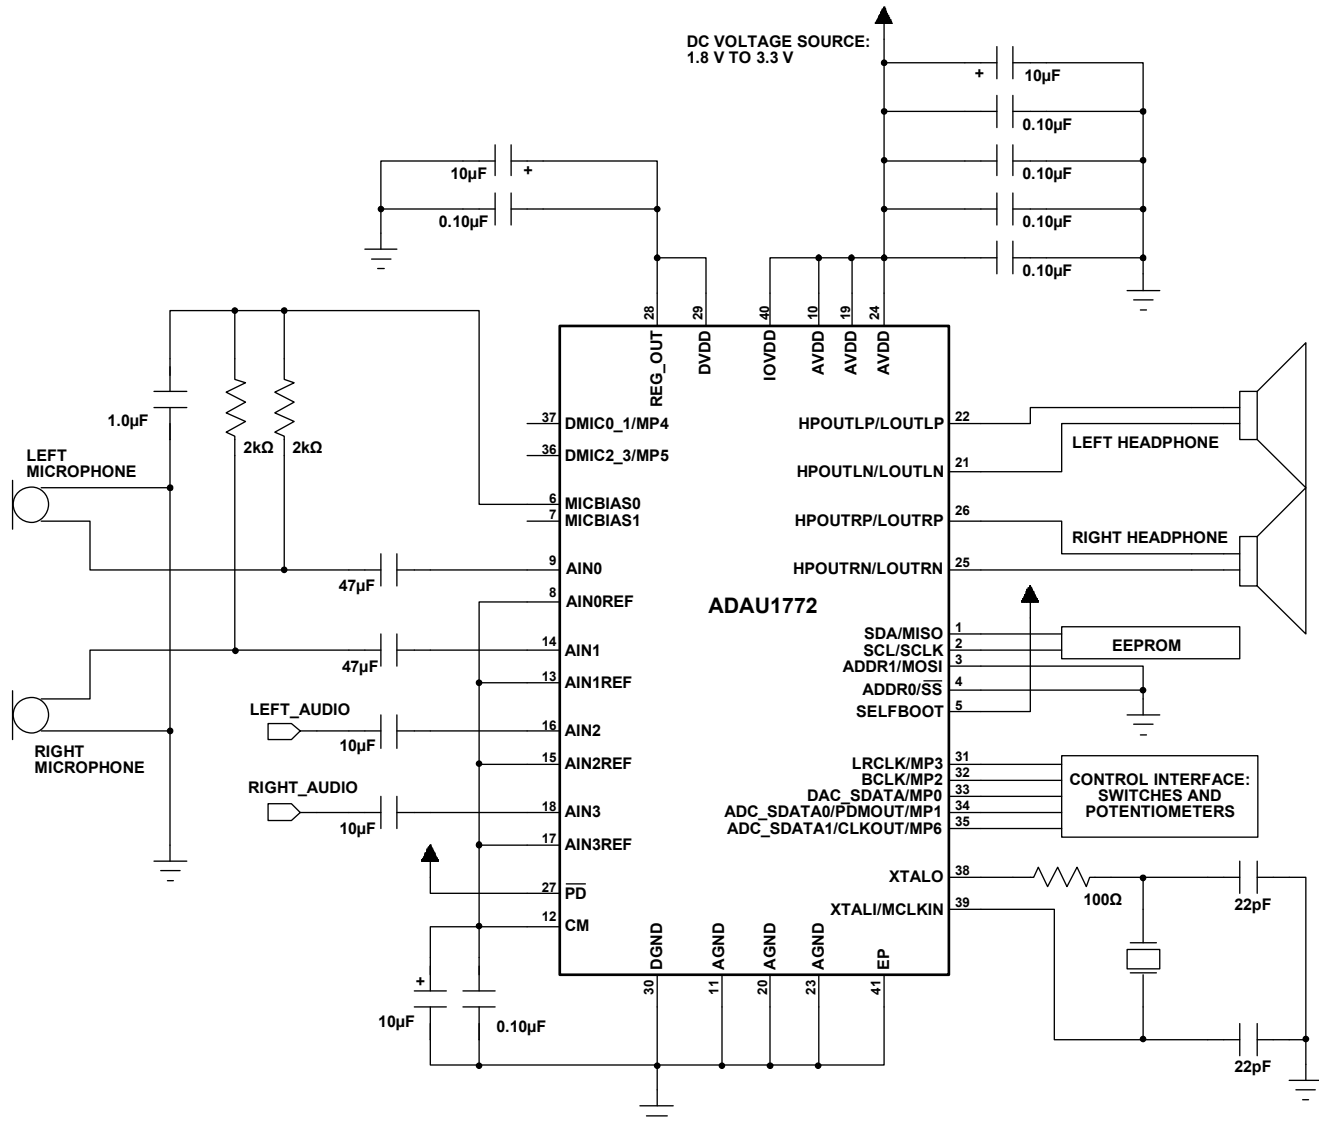 DC VOLTAGE SOURCE:
1.8 V TO 3.3 V
+
10µF
0.10µF
0.10µF
0.10µF
0.10µF
10µF
+
0.10µF
28
29
40
10
19
24
REG_OUT
DVDD
IOVDD
AVDD
AVDD
AVDD
1.0µF
2kΩ
2kΩ
LEFT
MICROPHONE
47µF
47µF
LEFT_AUDIO
10µF
RIGHT_AUDIO
10µF
RIGHT
MICROPHONE
37
DMIC0_1/MP4
36
DMIC2_3/MP5
6
MICBIAS0
7
MICBIAS1
9
AIN0
8
AIN0REF
14
AIN1
13
AIN1REF
16
AIN2
15
AIN2REF
18
AIN3
17
AIN3REF
27
PD
12
CM
ADAU1772
HPOUTLP/LOUTLP
22
HPOUTLN/LOUTLN
21
LEFT HEADPHONE
HPOUTRP/LOUTRP
26
RIGHT HEADPHONE
HPOUTRN/LOUTRN
25
SDA/MISO
1
SCL/SCLK
2
ADDR1/MOSI
3
ADDR0/SS
4
SELFBOOT
5
EEPROM
LRCLK/MP3
31
BCLK/MP2
32
DAC_SDATA/MP0
33
ADC_SDATA0/PDMOUT/MP1
34
ADC_SDATA1/CLKOUT/MP6
35
CONTROL INTERFACE:
SWITCHES AND
POTENTIOMETERS
XTALO
38
100Ω
22pF
XTALI/MCLKIN
39
22pF
DGND
AGND
AGND
AGND
EP
30
11
20
23
41
+
10µF
0.10µF